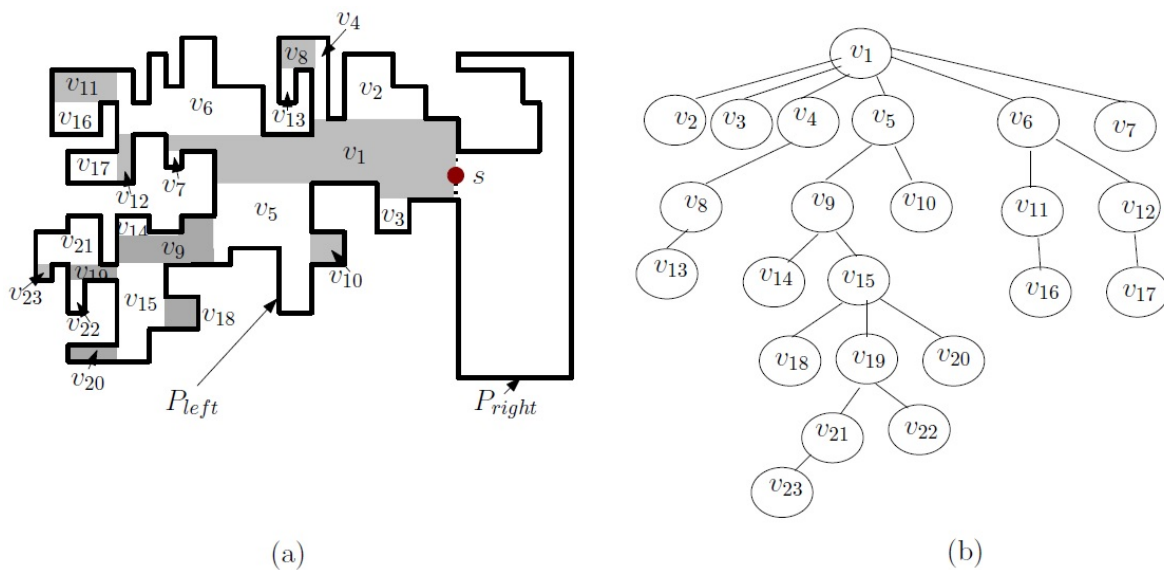 v4
v8
v11
v6
v2
v16
v13
v1
v17
v12
v7
s
v5
v3
v14
v21
v9
v10
v19
v23
v15
v22
v18
v20
P_left
P_right
(a)
v1
v2 v3 v4 v5 v6 v7
v8 v9 v10 v11 v12
v13 v14 v15 v16 v17
v18 v19 v20
v21 v22
v23
(b)